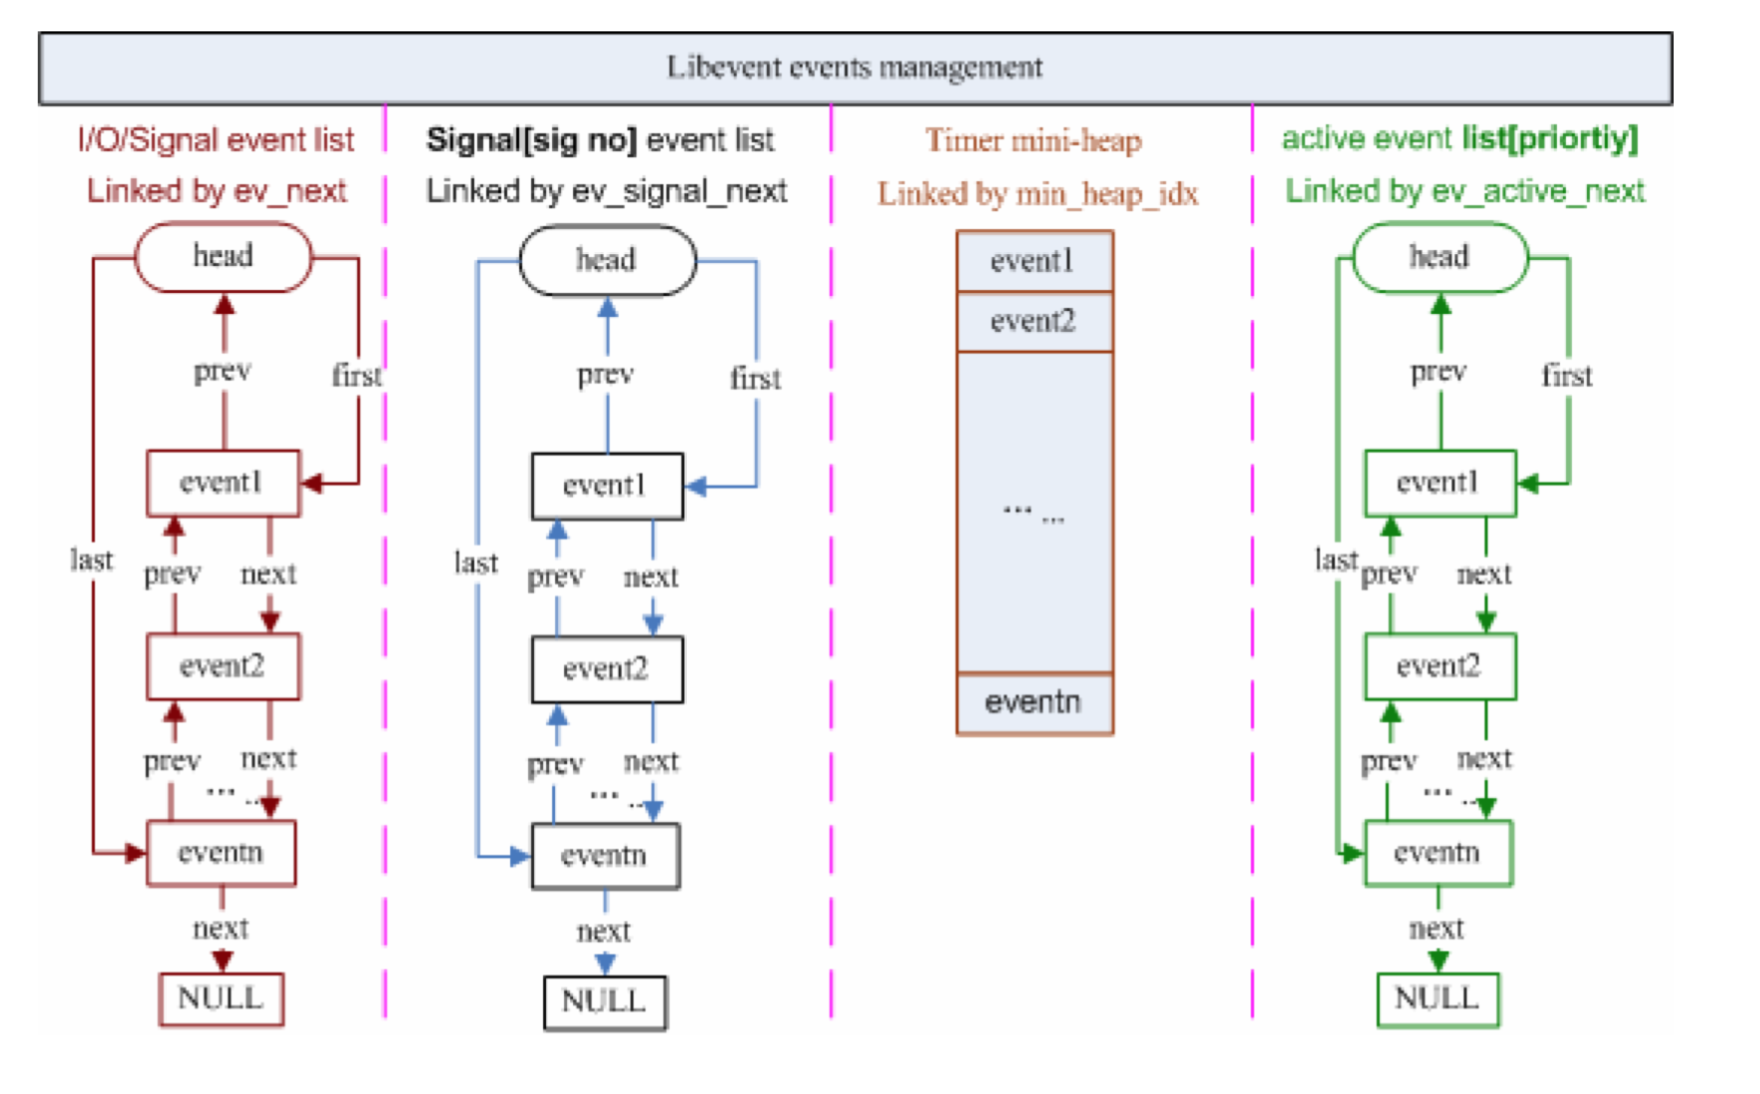 Libevent events management
I/O/Signal event list
Linked by ev_next
head
prev
first
event1
last
prev
next
event2
prev
next
... ..
eventn
next
NULL
Signal[sig no] event list
Linked by ev_signal_next
head
prev
first
event1
last
prev
next
event2
prev
next
... ..
eventn
next
NULL
Timer mini-heap
Linked by min_heap_idx
event1
event2
... ...
eventn
active event list[priortiy]
Linked by ev_active_next
head
prev
first
event1
last
prev
next
event2
prev
next
... ..
eventn
next
NULL